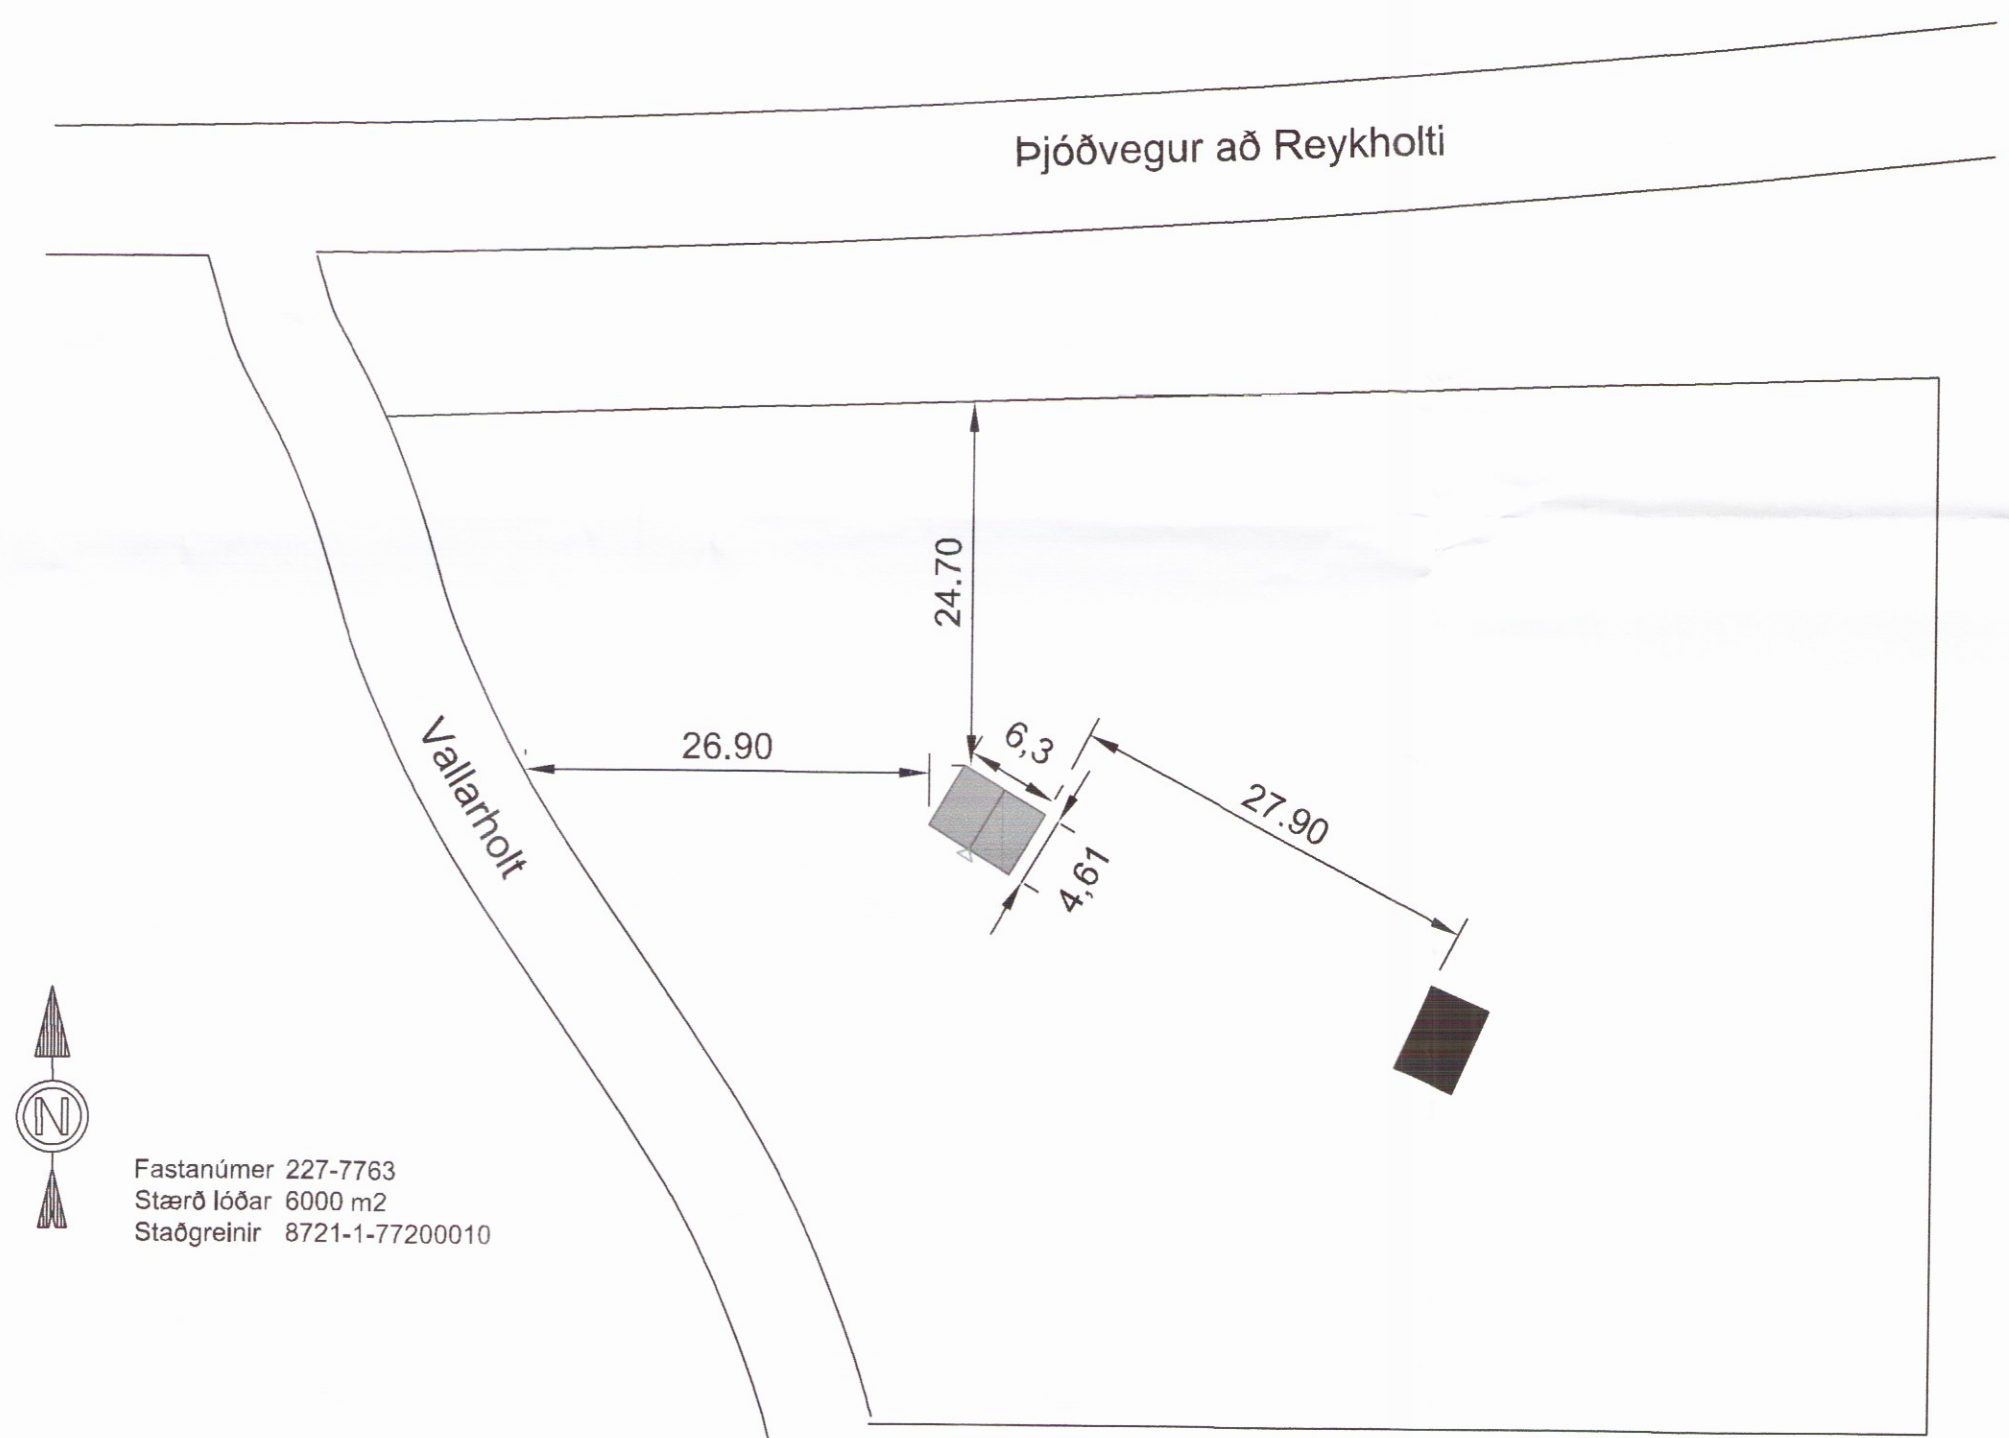 Þjóðvegur að Reykholti
24.70
26.90
6,3
27.90
4,61
Vallarholt
N
Fastanúmer 227-7763
Stærð lóðar 6000 m2
Staðgreinir 8721-1-77200010